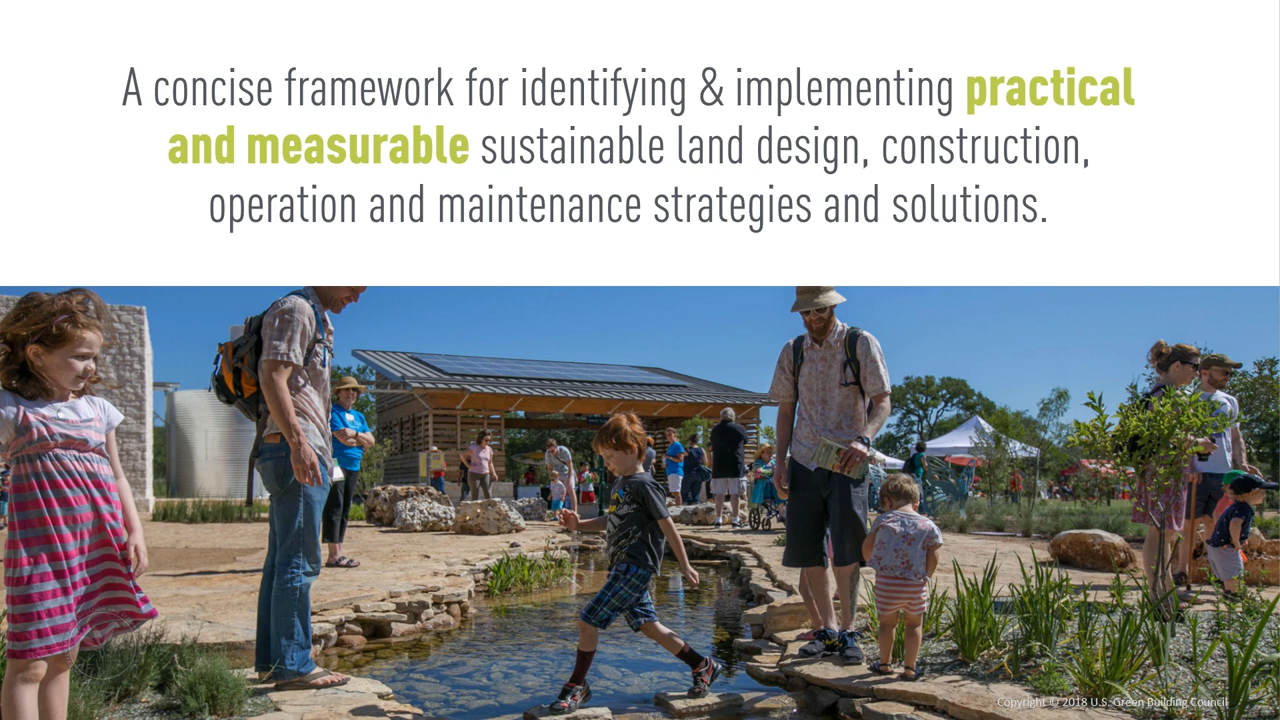 A concise framework for identifying & implementing practical
and measurable sustainable land design, construction,
operation and maintenance strategies and solutions.
Copyright © 2018 U.S. Green Building Council